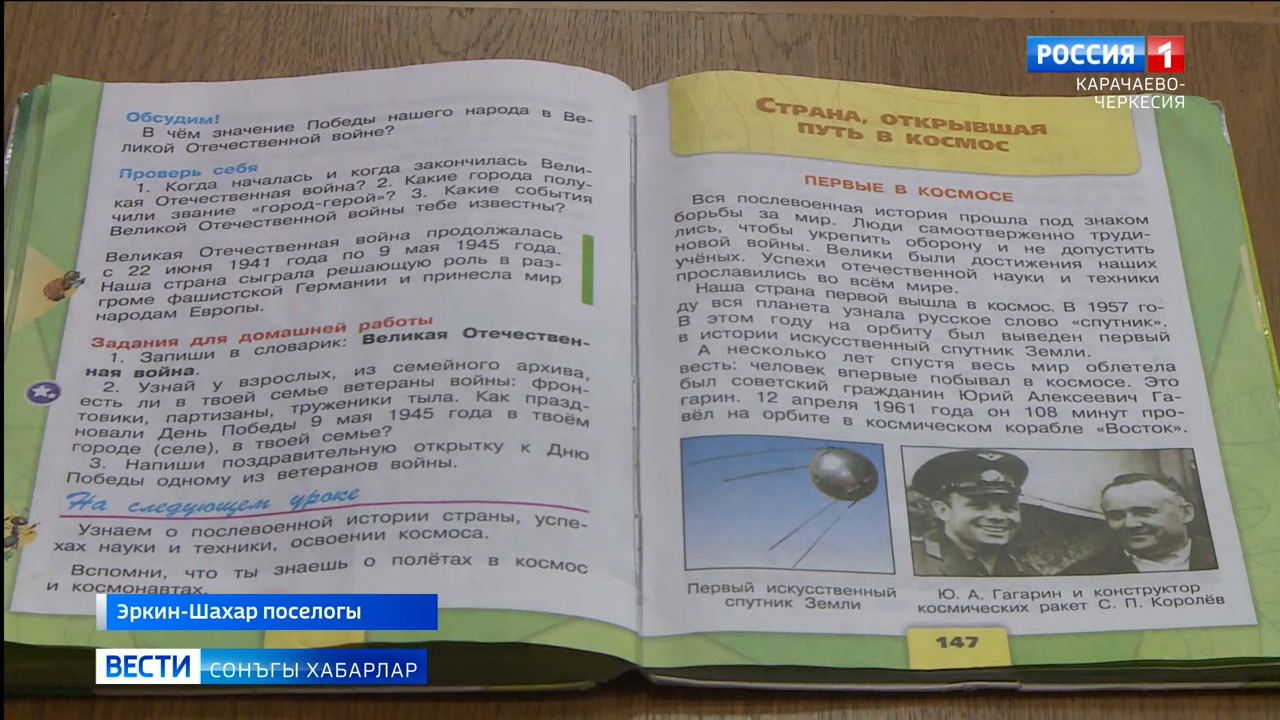 РОССИЯ 1
КАРАЧАЕВО-
ЧЕРКЕСИЯ
Обсудим!
В чём значение Победы нашего народа в Ве-
ликой Отечественной войне?
Проверь себя
1. Когда началась и когда закончилась Вели-
кая Отечественная война? 2. Какие города полу-
чили звание «город-герой»? 3. Какие события
Великой Отечественной войны тебе известны?
Великая Отечественная война продолжалась
с 22 июня 1941 года по 9 мая 1945 года.
Наша страна сыграла решающую роль в раз-
громе фашистской Германии и принесла мир
народам Европы.
Задания для домашней работы
1. Запиши в словарик: Великая Отечествен-
ная война.
2. Узнай у взрослых, из семейного архива,
есть ли в твоей семье ветераны войны: фрон-
товики, партизаны, труженики тыла. Как празд-
новали День Победы 9 мая 1945 года в твоём
городе (селе), в твоей семье?
3. Напиши поздравительную открытку к Дню
Победы одному из ветеранов войны.
На следующем уроке
Узнаем о послевоенной истории страны, успе-
хах науки и техники, освоении космоса.
Вспомни, что ты знаешь о полётах в космос
и космонавтах.
СТРАНА, ОТКРЫВШАЯ
ПУТЬ В КОСМОС
ПЕРВЫЕ В КОСМОСЕ
Вся послевоенная история прошла под знаком
борьбы за мир. Люди самоотверженно труди-
лись, чтобы укрепить оборону и не допустить
новой войны. Велики были достижения наших
учёных. Успехи отечественной науки и техники
прославились во всём мире.
Наша страна первой вышла в космос. В 1957 го-
ду вся планета узнала русское слово «спутник».
В этом году на орбиту был выведен первый
в истории искусственный спутник Земли.
А несколько лет спустя весь мир облетела
весть: человек впервые побывал в космосе. Это
был советский гражданин Юрий Алексеевич Га-
гарин. 12 апреля 1961 года он 108 минут про-
вёл на орбите в космическом корабле «Восток».
Первый искусственный
спутник Земли
Ю. А. Гагарин и конструктор
космических ракет С. П. Королёв
147
Эркин-Шахар поселогы
ВЕСТИ СОНЪГЫ ХАБАРЛАР